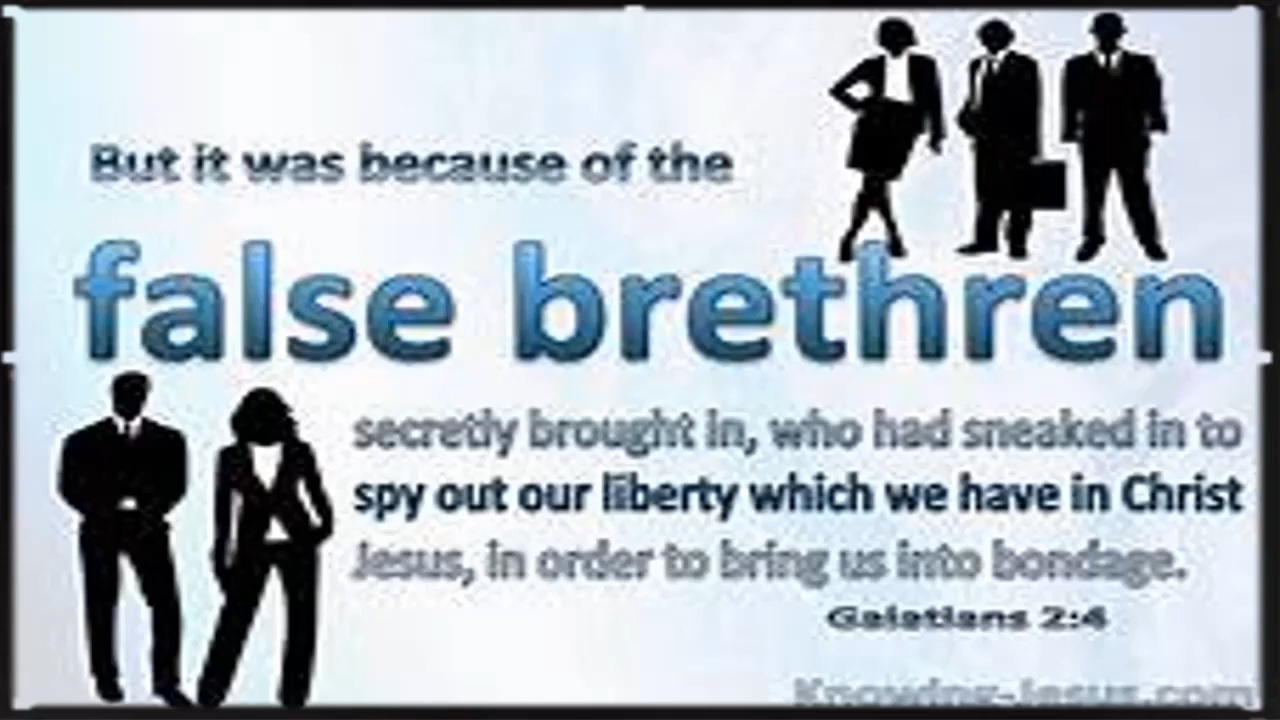 But it was because of the
false brethren
secretly brought in, who had sneaked in to
spy out our liberty which we have in Christ
Jesus, in order to bring us into bondage.
Galatians 2:4
Knowing-Jesus.com